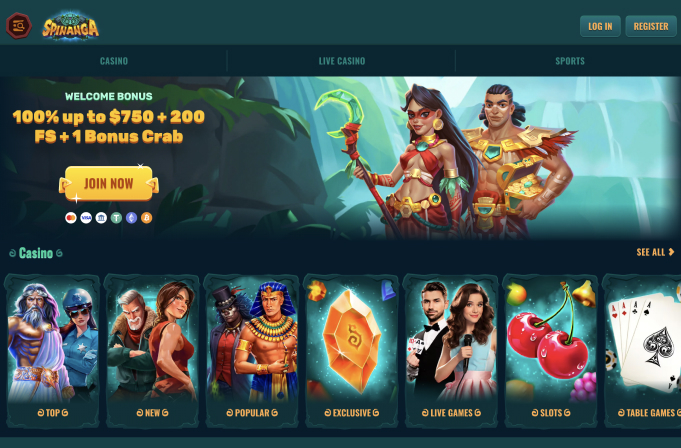 SPINANGA
LOG IN
REGISTER
CASINO
LIVE CASINO
SPORTS
WELCOME BONUS
100% up to $750 + 200
FS + 1 Bonus Crab
JOIN NOW
VISA
Casino
SEE ALL
TOP
NEW
POPULAR
EXCLUSIVE
LIVE GAMES
SLOTS
TABLE GAMES
A A A A